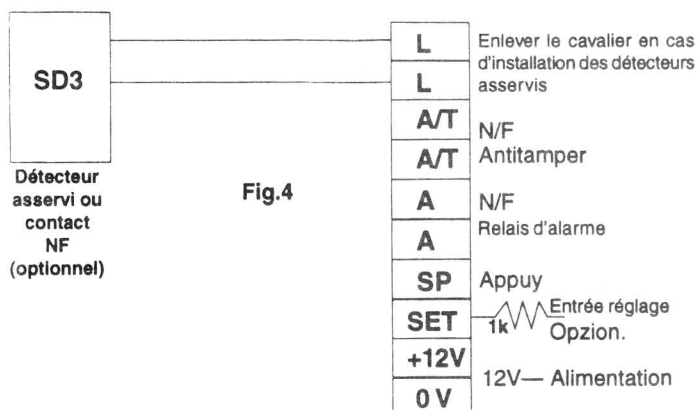 SD3
Détecteur
asservi ou
contact
NF
(optionnel)
Fig.4
L
L
A/T
A/T
A
A
SP
SET
+12V
0 V
Enlever le cavalier en cas
d'installation des détecteurs
asservis
N/F
Antitamper
N/F
Relais d'alarme
Appuy
1k
Entrée réglage
Opzion.
12V— Alimentation